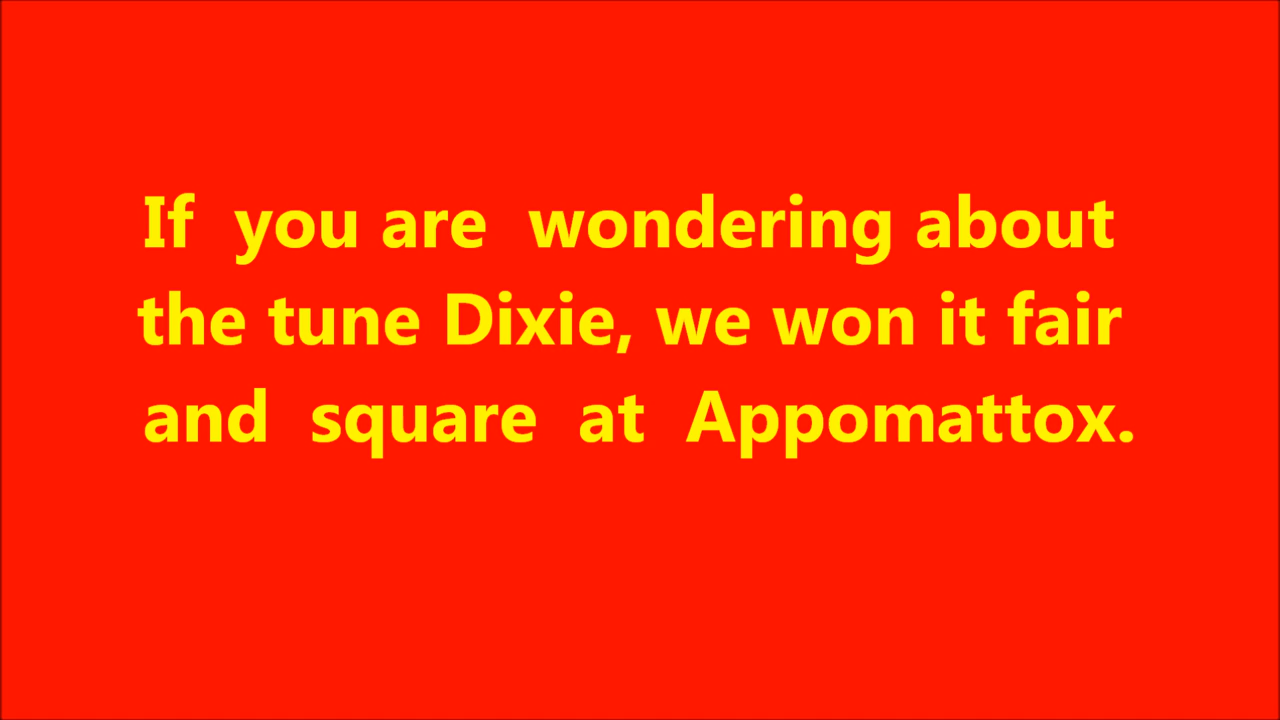 If you are wondering about
the tune Dixie, we won it fair
and square at Appomattox.